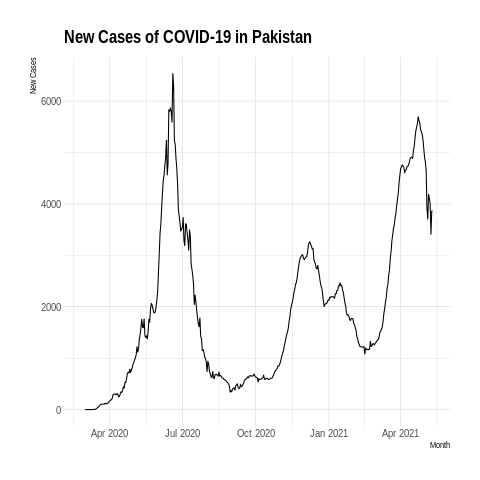 New Cases of COVID-19 in Pakistan
New Cases
6000
4000
2000
0
Apr 2020 Jul 2020 Oct 2020 Jan 2021 Apr 2021
Month